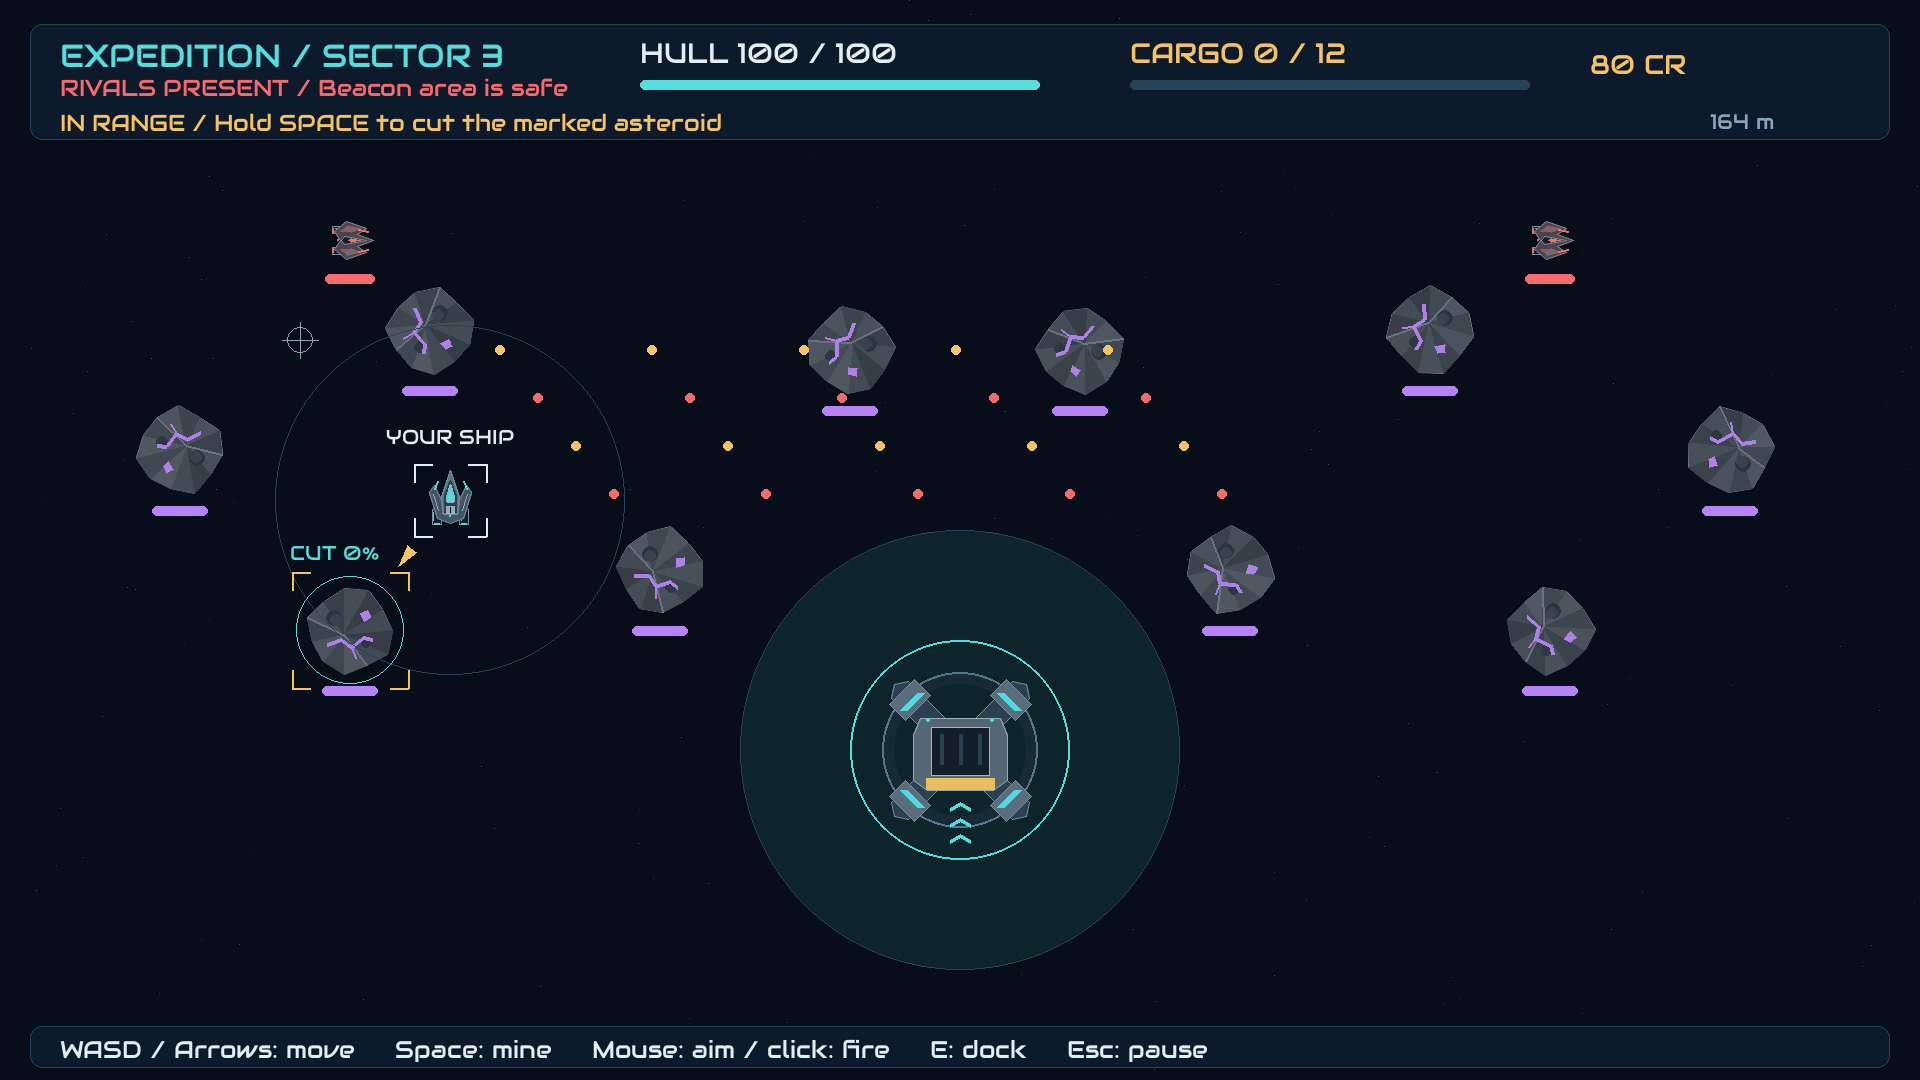 EXPEDITION / SECTOR 3
HULL 100 / 100
CARGO 0 / 12
80 CR
RIVALS PRESENT / Beacon area is safe
IN RANGE / Hold SPACE to cut the marked asteroid
164 m
YOUR SHIP
CUT 0%
WASD / Arrows: move
Space: mine
Mouse: aim / click: fire
E: dock
Esc: pause